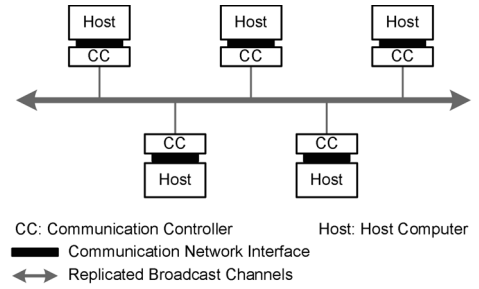 Host Host Host
CC CC CC
CC CC
Host Host
CC: Communication Controller Host: Host Computer
Communication Network Interface
Replicated Broadcast Channels